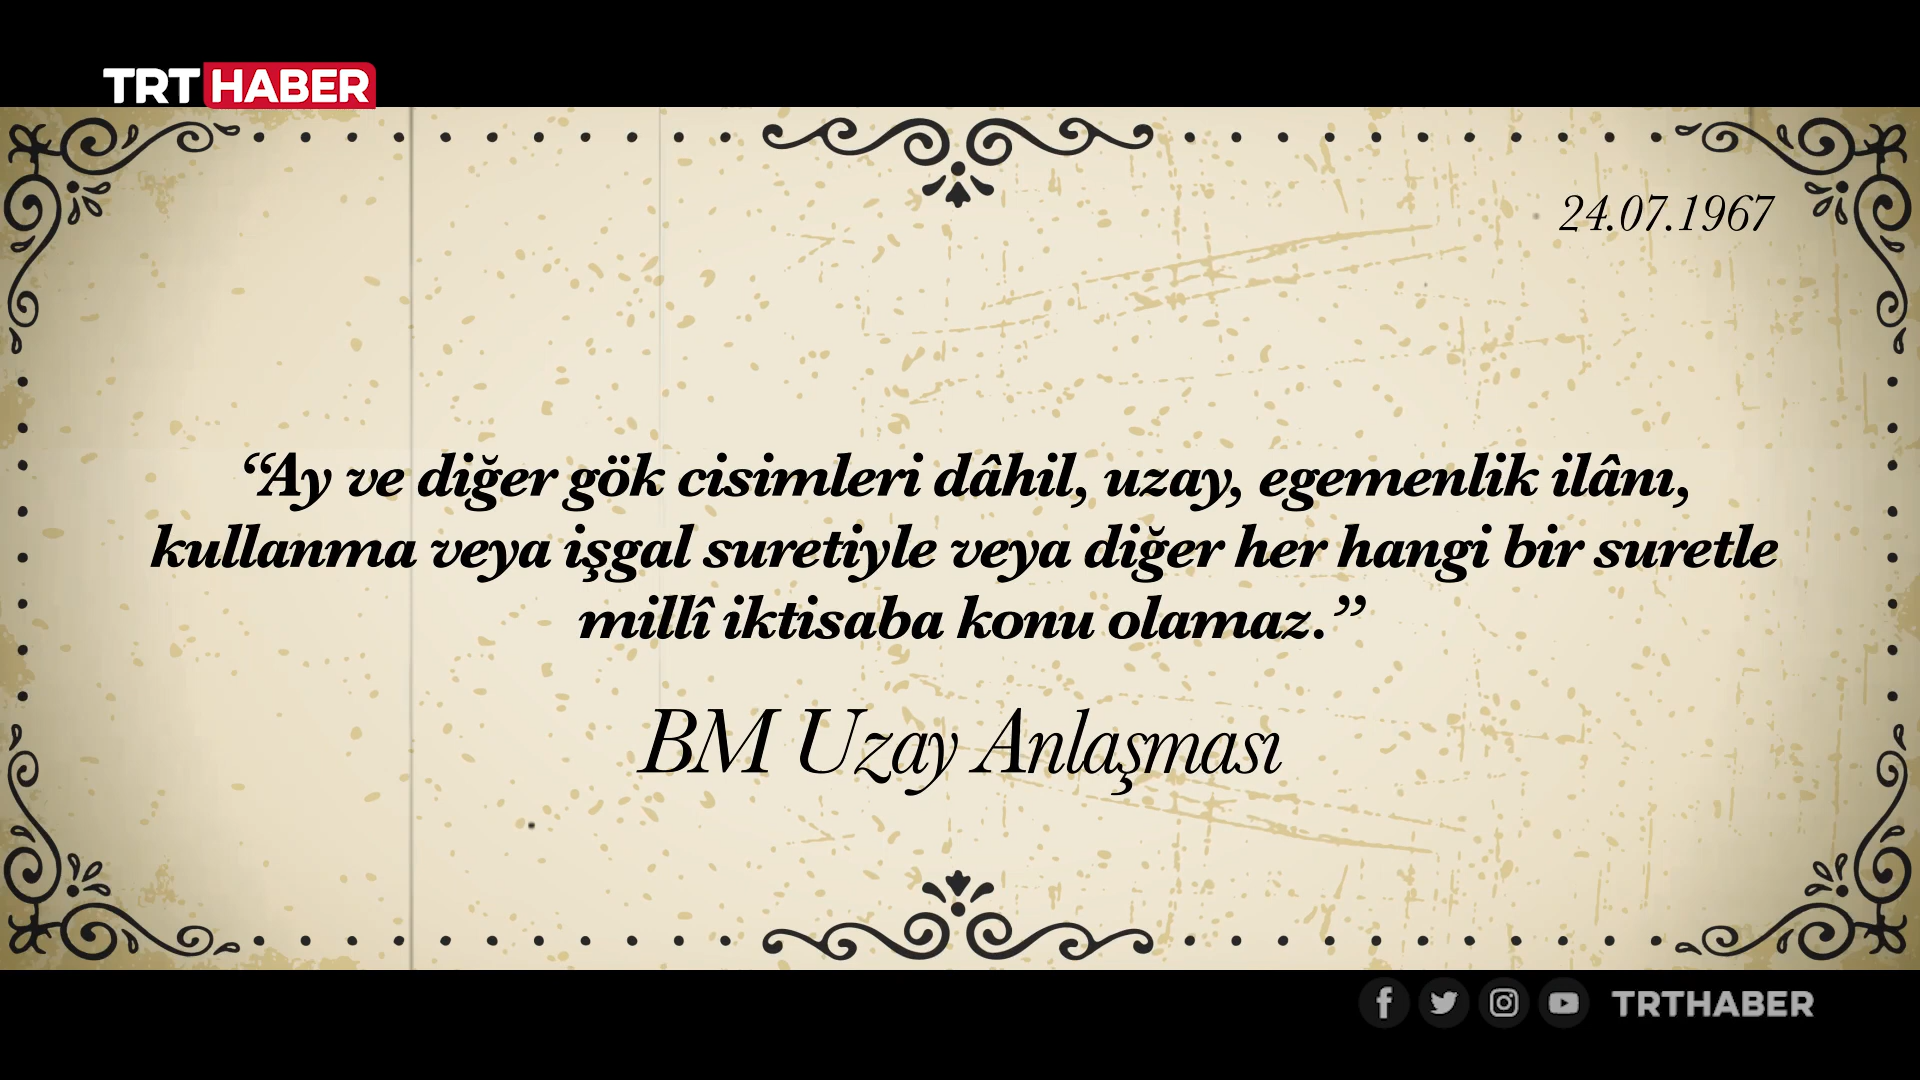 TRT HABER
24.07.1967
“Ay ve diğer gök cisimleri dâhil, uzay, egemenlik ilânı,
kullanma veya işgal suretiyle veya diğer her hangi bir suretle
millî iktisaba konu olamaz.”
BM Uzay Anlaşması
TRTHABER